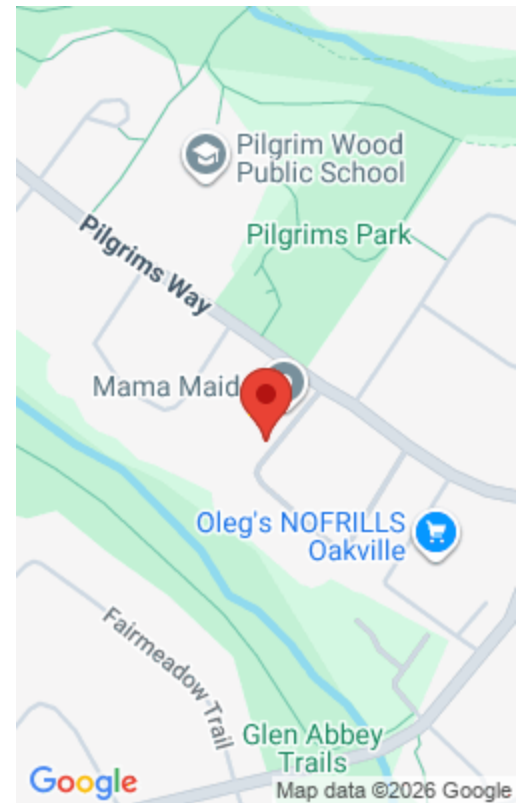 Pilgrim Wood
Public School
Pilgrims Way
Pilgrims Park
Mama Maid
Oleg's NOFRILLS
Oakville
Fairmeadow Trail
Glen Abbey
Trails
Google
Map data ©2026 Google